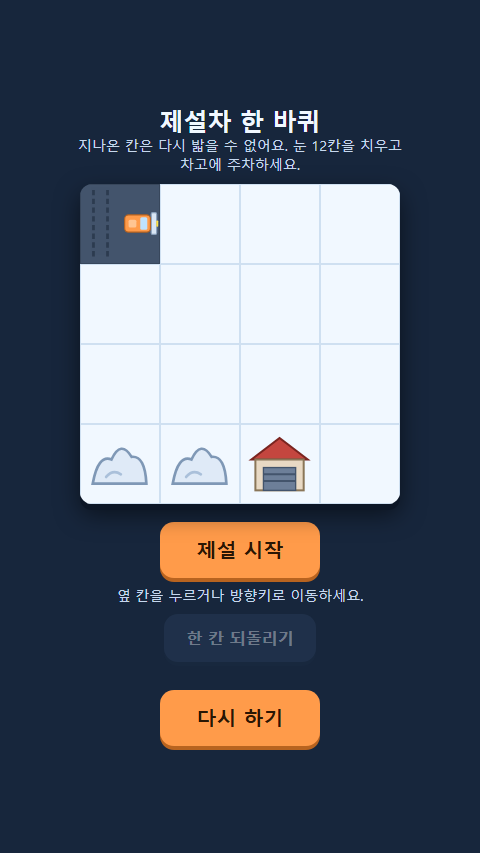 제설차 한 바퀴
지나온 칸은 다시 밟을 수 없어요. 눈 12칸을 치우고
차고에 주차하세요.
제설 시작
옆 칸을 누르거나 방향키로 이동하세요.
한 칸 되돌리기
다시 하기